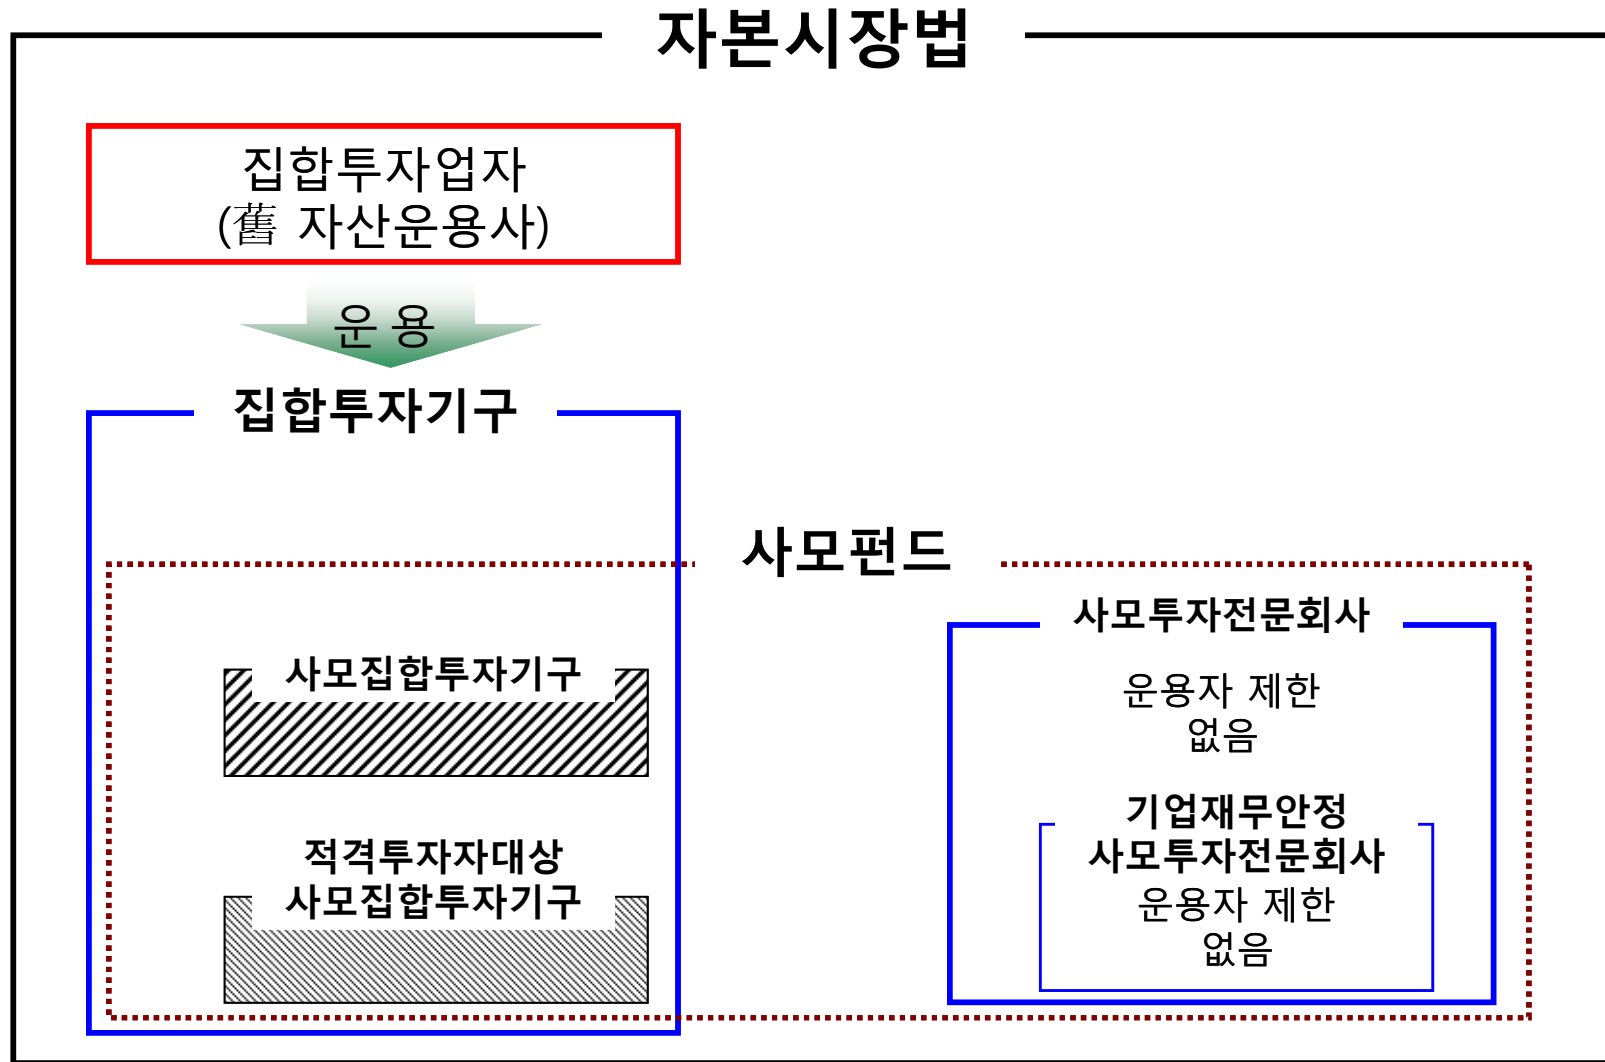 자본시장법
집합투자업자
(舊 자산운용사)
운 용
집합투자기구
사모펀드
사모집합투자기구
적격투자자대상
사모집합투자기구
사모투자전문회사
운용자 제한
없음
기업재무안정
사모투자전문회사
운용자 제한
없음